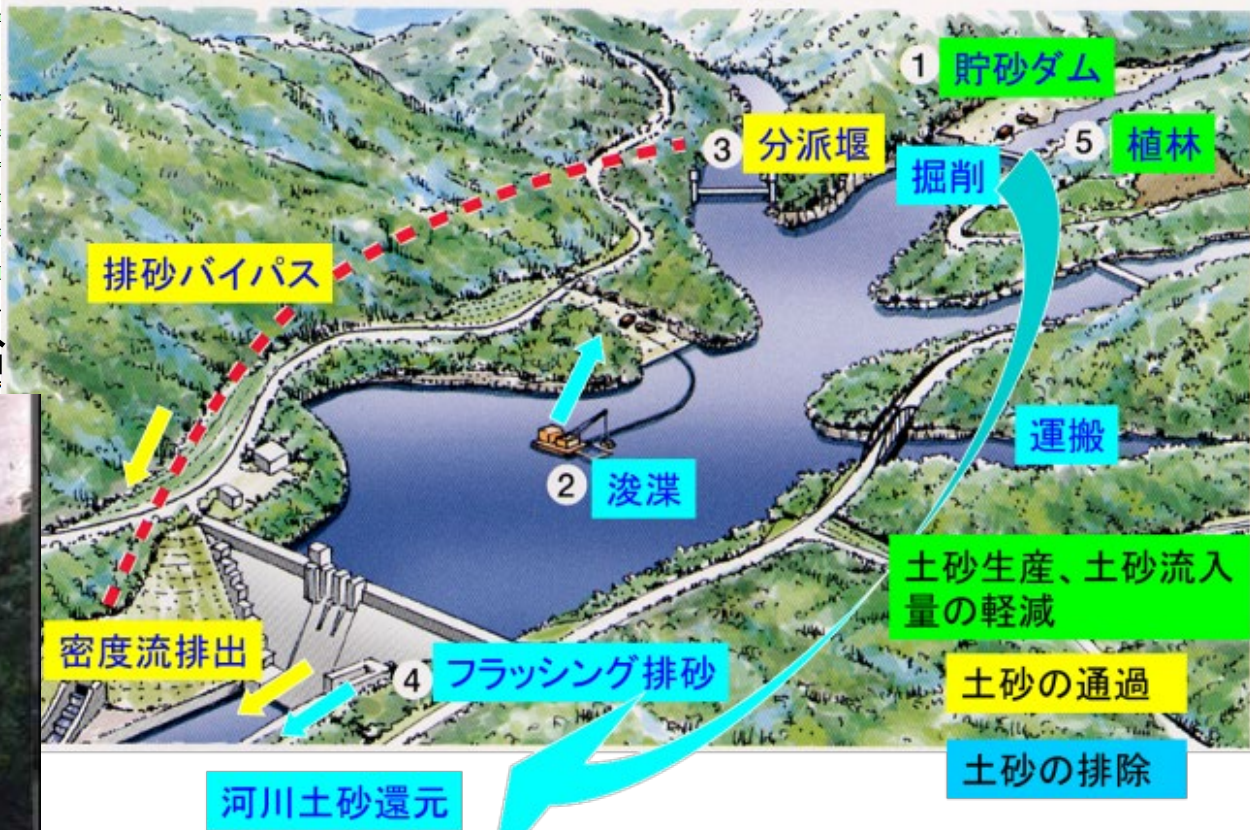 ① 貯砂ダム
③ 分派堰
⑤ 植林
掘削
排砂バイパス
運搬
② 浚渫
土砂生産、土砂流入
量の軽減
密度流排出
④ フラッシング排砂
土砂の通過
土砂の排除
河川土砂還元